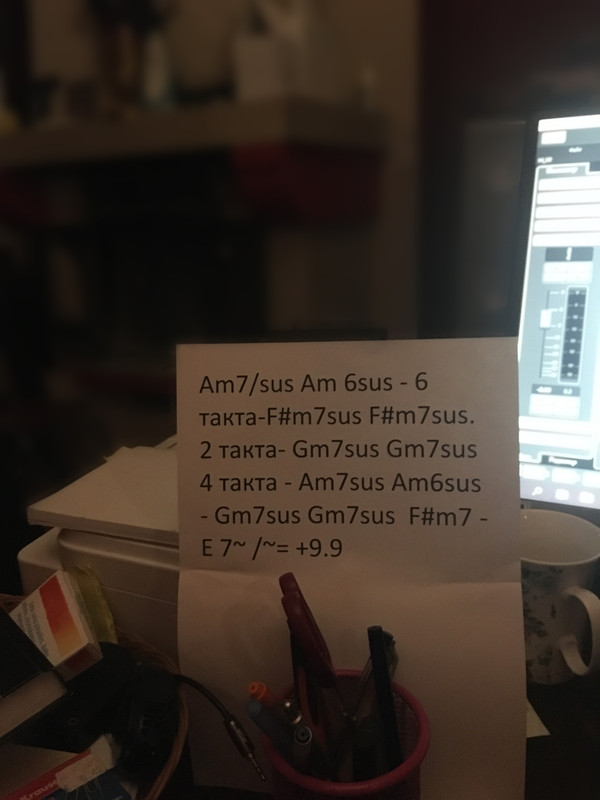 Am7/sus Am 6sus - 6
такта-F#m7sus F#m7sus.
2 такта- Gm7sus Gm7sus
4 такта - Am7sus Am6sus
- Gm7sus Gm7sus F#m7 -
E 7~ /~= +9.9